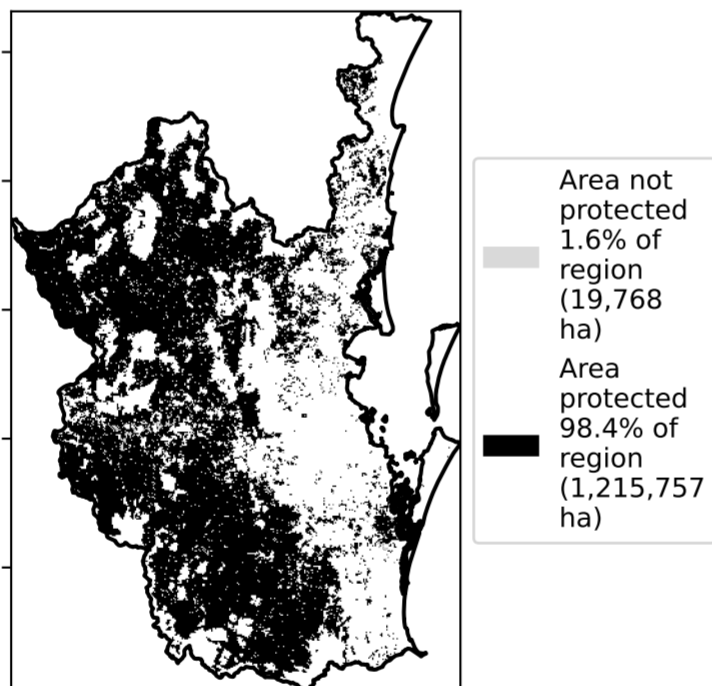 Area not
protected
1.6% of
region
(19,768
ha)
Area
protected
98.4% of
region
(1,215,757
ha)